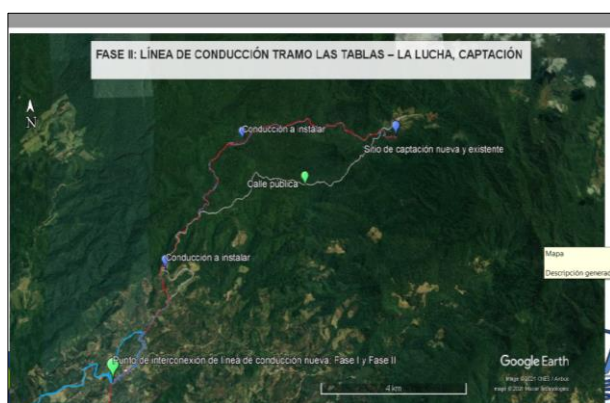 FASE II: LÍNEA DE CONDUCCIÓN TRAMO LAS TABLAS – LA LUCHA, CAPTACIÓN
N
Conducción a instalar
Sitio de captación nueva y existente
Calle publica
Conducción a instalar
Mapa
Descripción generad
Punto de interconexión de línea de conducción nueva, Fase I y Fase II
Google Earth
4 km